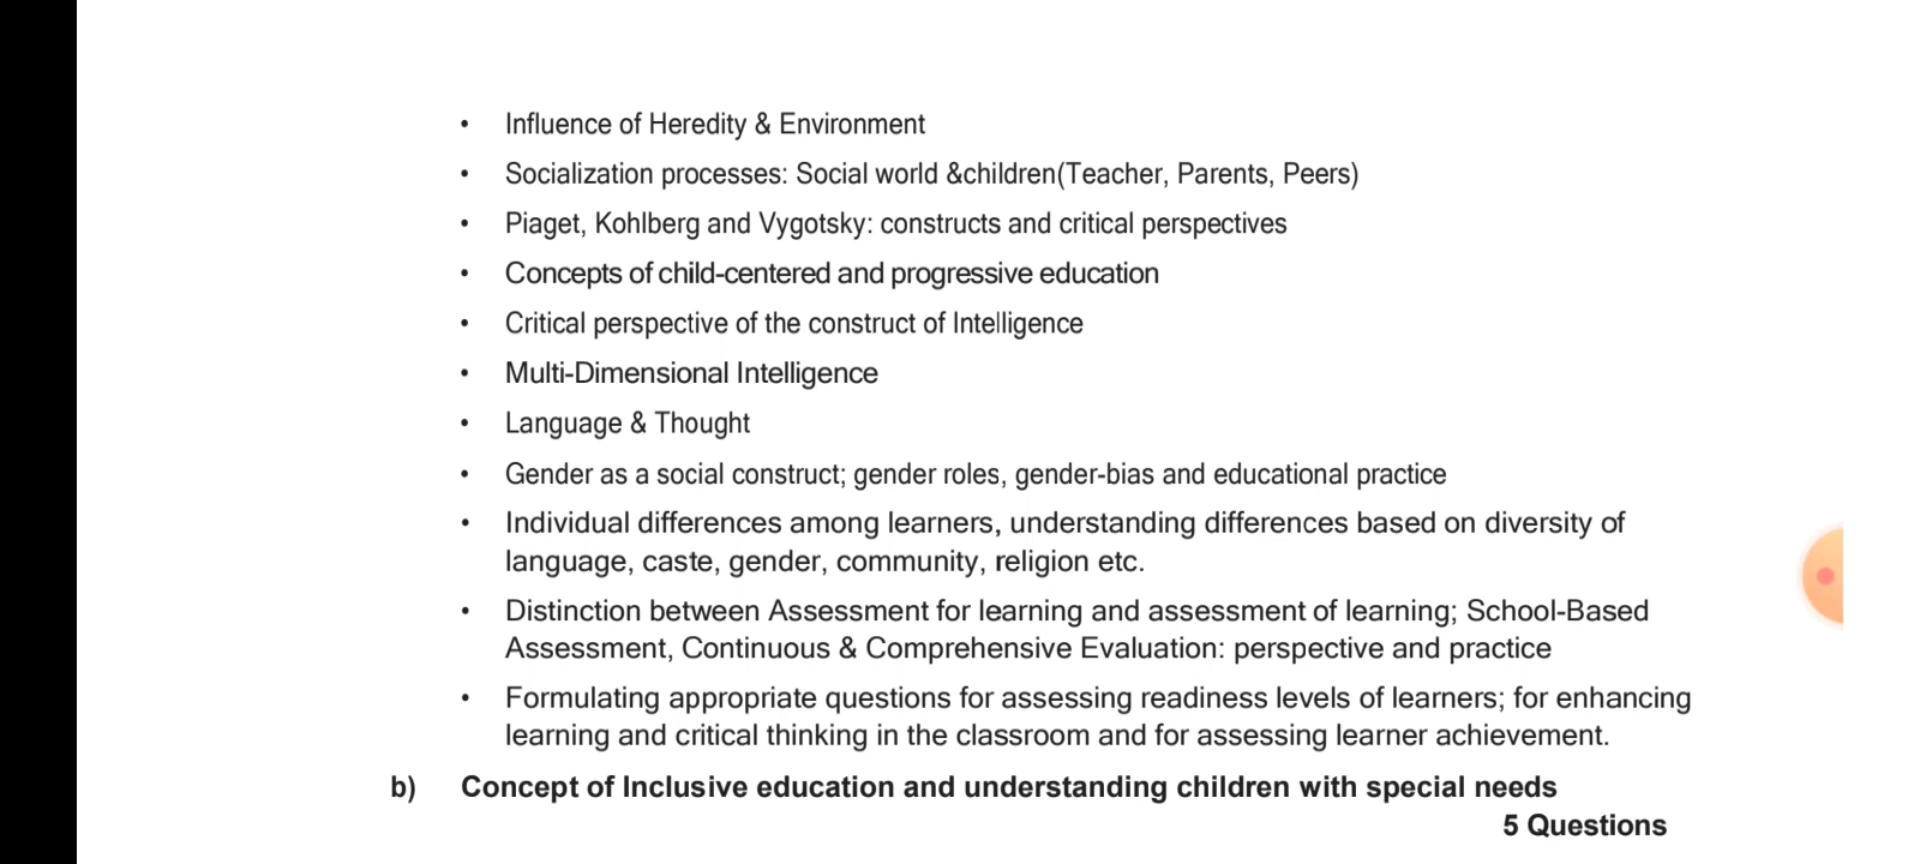 • Influence of Heredity & Environment
• Socialization processes: Social world &children(Teacher, Parents, Peers)
• Piaget, Kohlberg and Vygotsky: constructs and critical perspectives
• Concepts of child-centered and progressive education
• Critical perspective of the construct of Intelligence
• Multi-Dimensional Intelligence
• Language & Thought
• Gender as a social construct; gender roles, gender-bias and educational practice
• Individual differences among learners, understanding differences based on diversity of
language, caste, gender, community, religion etc.
• Distinction between Assessment for learning and assessment of learning; School-Based
Assessment, Continuous & Comprehensive Evaluation: perspective and practice
• Formulating appropriate questions for assessing readiness levels of learners; for enhancing
learning and critical thinking in the classroom and for assessing learner achievement.
b) Concept of Inclusive education and understanding children with special needs
5 Questions